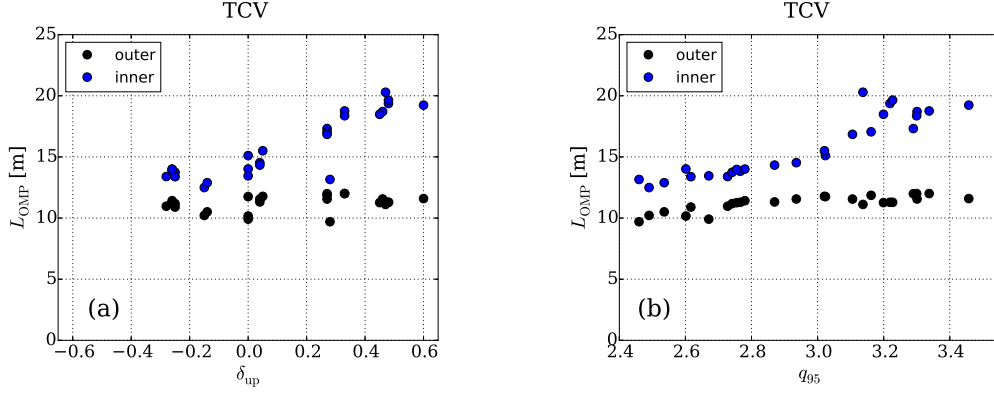 TCV
25
20
15
10
5
0
L_OMP [m]
outer
inner
(a)
−0.6 −0.4 −0.2 0.0 0.2 0.4 0.6
δ_up
TCV
25
20
15
10
5
0
L_OMP [m]
outer
inner
(b)
2.4 2.6 2.8 3.0 3.2 3.4
q_95